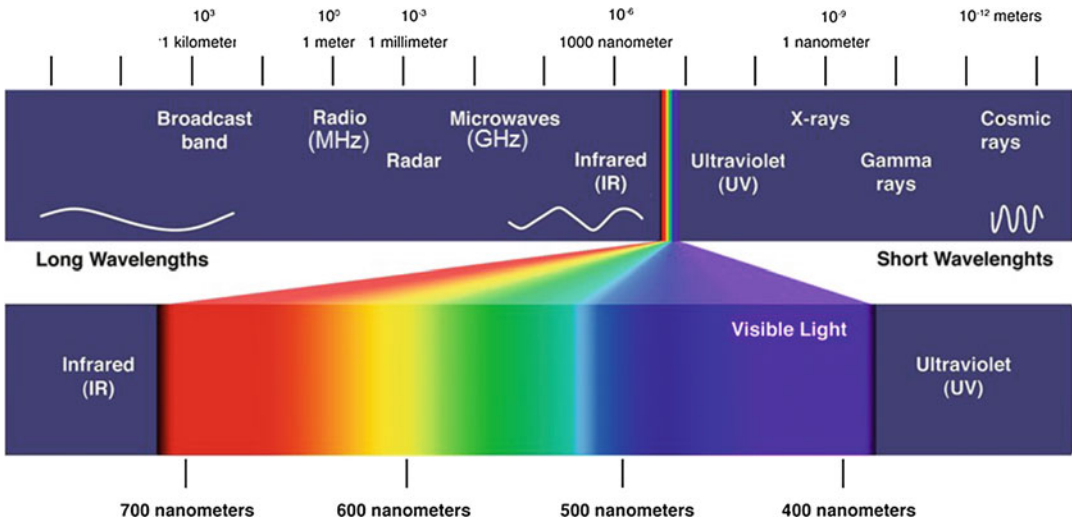 10³ 10⁰ 10⁻³ 10⁻⁶ 10⁻⁹ 10⁻¹² meters
1 kilometer 1 meter 1 millimeter 1000 nanometer 1 nanometer
Broadcast
band
Radio
(MHz)
Radar
Microwaves
(GHz)
Infrared
(IR)
Ultraviolet
(UV)
X-rays
Gamma
rays
Cosmic
rays
Long Wavelengths
Short Wavelenghts
Infrared
(IR)
Visible Light
Ultraviolet
(UV)
700 nanometers 600 nanometers 500 nanometers 400 nanometers